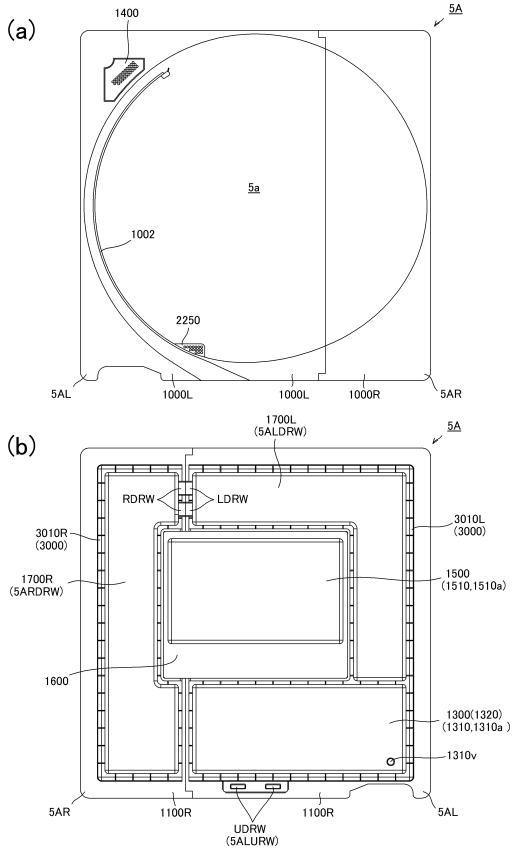 (a)
1400
5A
5a
1002
2250
5AL
1000L
1000L
1000R
5AR
(b)
1700L
(5ALDRW)
5A
RDRW
LDRW
3010R
(3000)
3010L
(3000)
1700R
(5ARDRW)
1500
(1510,1510a)
1600
1300(1320)
(1310,1310a)
1310v
5AR
1100R
UDRW
(5ALURW)
1100R
5AL